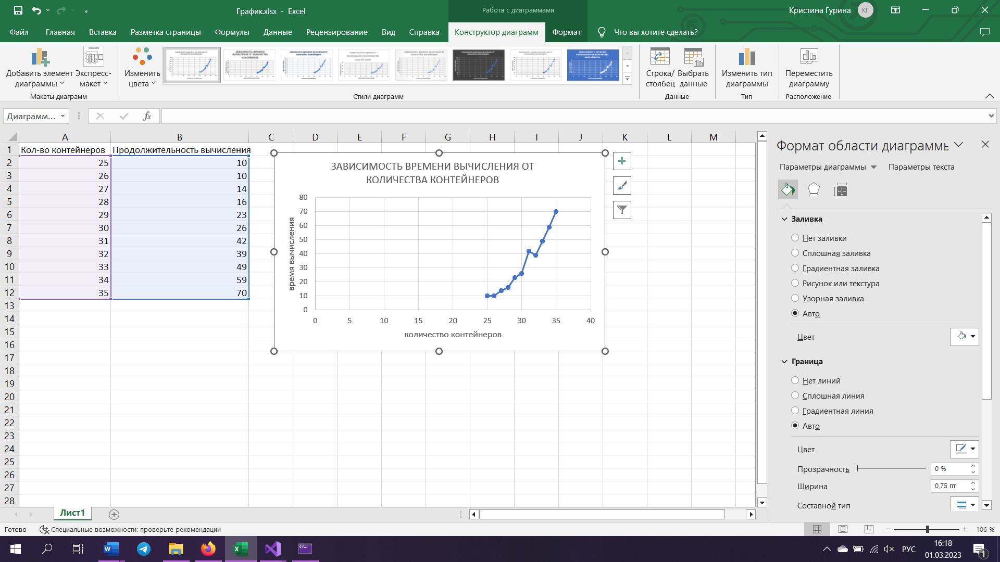 График.xlsx - Excel
Работа с диаграммами
Кристина Гурина
КГ
Файл
Главная
Вставка
Разметка страницы
Формулы
Данные
Рецензирование
Вид
Справка
Конструктор диаграмм
Формат
Что вы хотите сделать?
Добавить элемент диаграммы
Экспресс-макет
Макеты диаграмм
Изменить цвета
Стили диаграмм
Строка/столбец
Выбрать данные
Данные
Изменить тип диаграммы
Тип
Переместить диаграмму
Расположение
Диаграмм...
fx
A B C D E F G H I J K L M
1 Кол-во контейнеров Продолжительность вычисления
2 25 10
3 26 10
4 27 14
5 28 16
6 29 23
7 30 26
8 31 42
9 32 39
10 33 49
11 34 59
12 35 70
13
14
15
16
17
18
19
20
21
22
23
24
25
26
27
28
ЗАВИСИМОСТЬ ВРЕМЕНИ ВЫЧИСЛЕНИЯ ОТ
КОЛИЧЕСТВА КОНТЕЙНЕРОВ
время вычисления
80
70
60
50
40
30
20
10
0
0 5 10 15 20 25 30 35 40
количество контейнеров
Формат области диаграммы
Параметры диаграммы
Параметры текста
Заливка
Нет заливки
Сплошная заливка
Градиентная заливка
Рисунок или текстура
Узорная заливка
Авто
Цвет
Граница
Нет линий
Сплошная линия
Градиентная линия
Авто
Цвет
Прозрачность 0 %
Ширина 0,75 пт
Составной тип
Лист1
Готово
Специальные возможности: проверьте рекомендации
106 %
РУС
16:18
01.03.2023
1